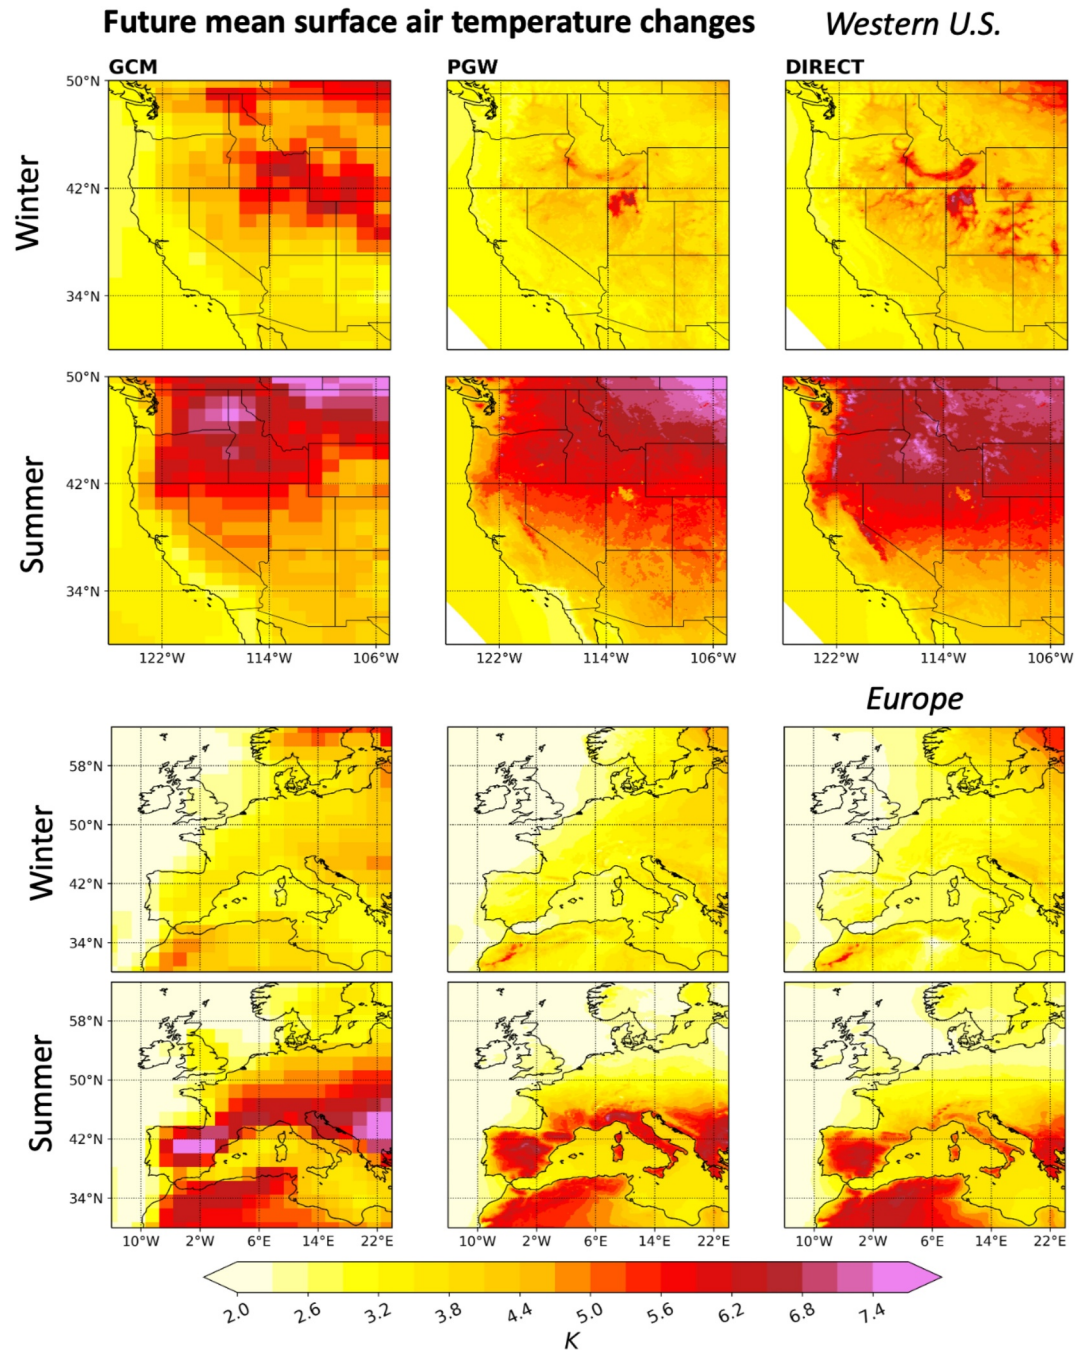 Future mean surface air temperature changes Western U.S.
GCM PGW DIRECT
Winter
50°N
42°N
34°N
Summer
50°N
42°N
34°N
122°W 114°W 106°W 122°W 114°W 106°W 122°W 114°W 106°W
Europe
Winter
58°N
50°N
42°N
34°N
Summer
58°N
50°N
42°N
34°N
10°W 2°W 6°E 14°E 22°E 10°W 2°W 6°E 14°E 22°E 10°W 2°W 6°E 14°E 22°E
2.0 2.6 3.2 3.8 4.4 5.0 5.6 6.2 6.8 7.4
K